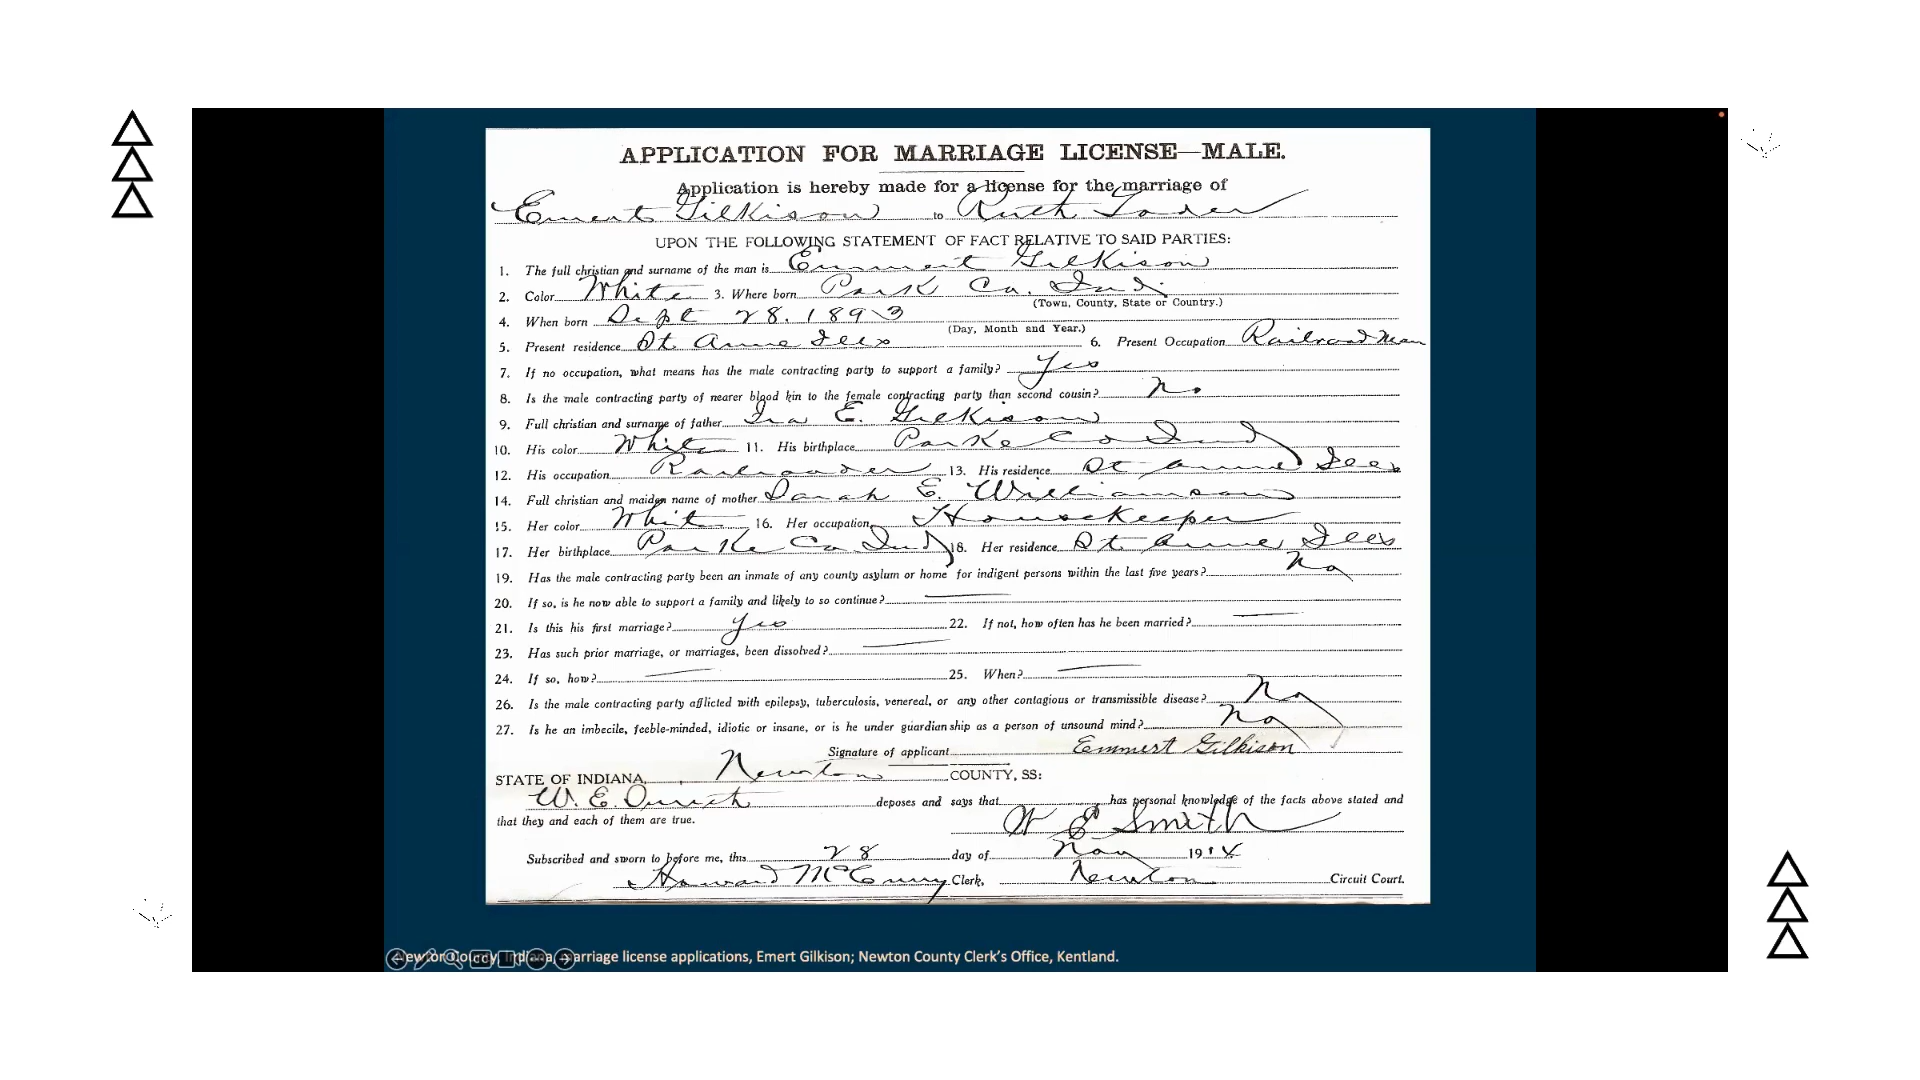 APPLICATION FOR MARRIAGE LICENSE—MALE.
Application is hereby made for a license for the marriage of
Emert Gilkison to Ruth
UPON THE FOLLOWING STATEMENT OF FACT RELATIVE TO SAID PARTIES:
1. The full christian and surname of the man is Emmert Gilkison
2. Color White 3. Where born Park Co. Ind.
(Town, County, State or Country.)
4. When born Sept 28. 1893
(Day, Month and Year.)
5. Present residence St Anne Ills 6. Present Occupation Railroad Man
7. If no occupation, what means has the male contracting party to support a family? Yes
8. Is the male contracting party of nearer blood kin to the female contracting party than second cousin? No
9. Full christian and surname of father Ira E. Gilkison
10. His color White 11. His birthplace Parke Co Ind
12. His occupation Railroader 13. His residence St Anne Ills
14. Full christian and maiden name of mother Sarah E. Williamson
15. Her color White 16. Her occupation Housekeeper
17. Her birthplace Parke Co Ind 18. Her residence St Anne Ills
19. Has the male contracting party been an inmate of any county asylum or home for indigent persons within the last five years? No
20. If so, is he now able to support a family and likely to so continue?
21. Is this his first marriage? Yes 22. If not, how often has he been married?
23. Has such prior marriage, or marriages, been dissolved?
24. If so, how? 25. When?
26. Is the male contracting party afflicted with epilepsy, tuberculosis, venereal, or any other contagious or transmissible disease? No
27. Is he an imbecile, feeble-minded, idiotic or insane, or is he under guardianship as a person of unsound mind? No
Signature of applicant Emmert Gilkison
STATE OF INDIANA, Newton COUNTY, SS:
W. E. Smith deposes and says that has personal knowledge of the facts above stated and
that they and each of them are true.
W E Smith
Subscribed and sworn to before me, this 28 day of Nov 1914
Howard Clerk, Newton Circuit Court.
Newton County, Indiana, marriage license applications, Emert Gilkison; Newton County Clerk's Office, Kentland.